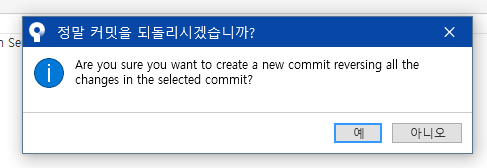 정말 커밋을 되돌리시겠습니까?
n Se
Are you sure you want to create a new commit reversing all the
changes in the selected commit?
예
아니오